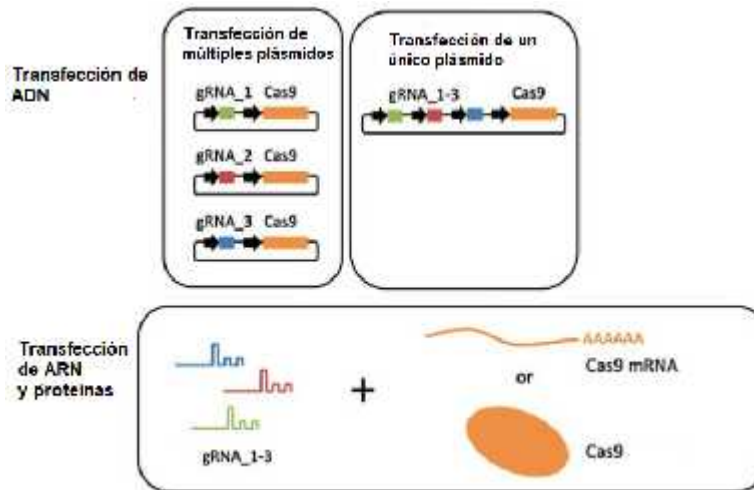 Transfección de
ADN
Transfección de
múltiples plásmidos
gRNA_1 Cas9
gRNA_2 Cas9
gRNA_3 Cas9
Transfección de un
único plásmido
gRNA_1-3 Cas9
Transfección
de ARN
y proteínas
gRNA_1-3
+
AAAAAA
Cas9 mRNA
or
Cas9